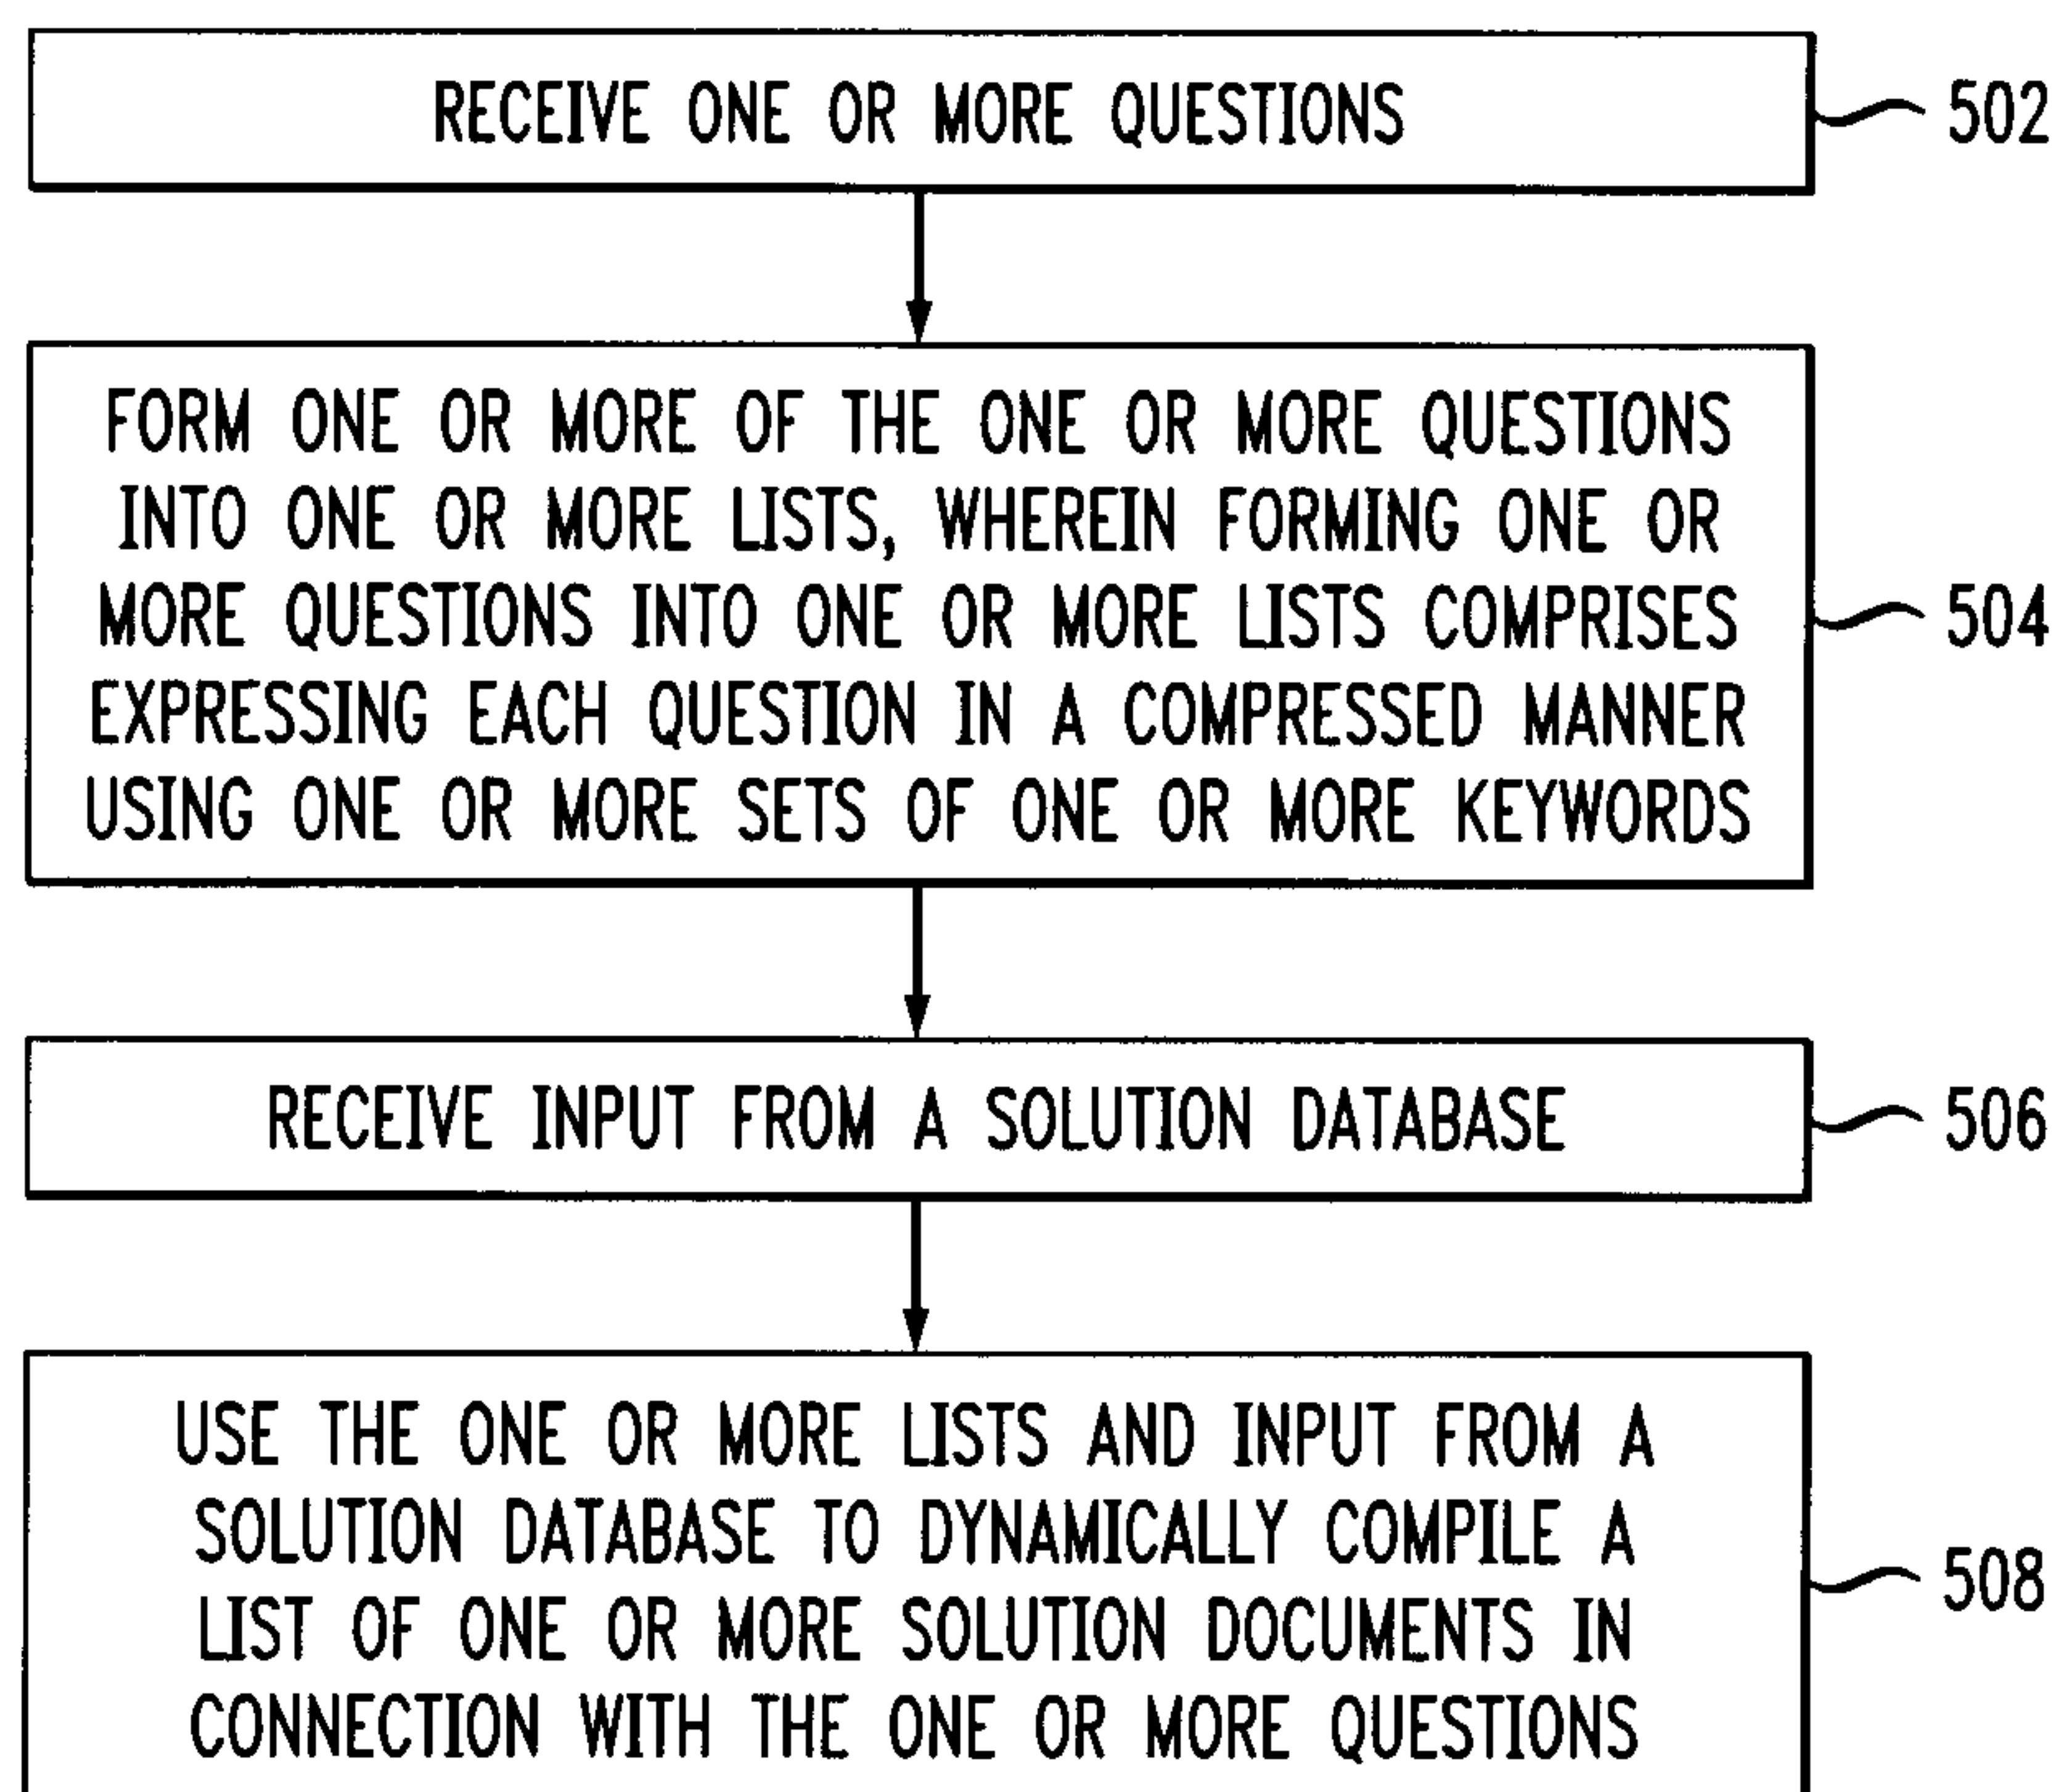 RECEIVE ONE OR MORE QUESTIONS
502
FORM ONE OR MORE OF THE ONE OR MORE QUESTIONS
INTO ONE OR MORE LISTS, WHEREIN FORMING ONE OR
MORE QUESTIONS INTO ONE OR MORE LISTS COMPRISES
EXPRESSING EACH QUESTION IN A COMPRESSED MANNER
USING ONE OR MORE SETS OF ONE OR MORE KEYWORDS
504
RECEIVE INPUT FROM A SOLUTION DATABASE
506
USE THE ONE OR MORE LISTS AND INPUT FROM A
SOLUTION DATABASE TO DYNAMICALLY COMPILE A
LIST OF ONE OR MORE SOLUTION DOCUMENTS IN
CONNECTION WITH THE ONE OR MORE QUESTIONS
508